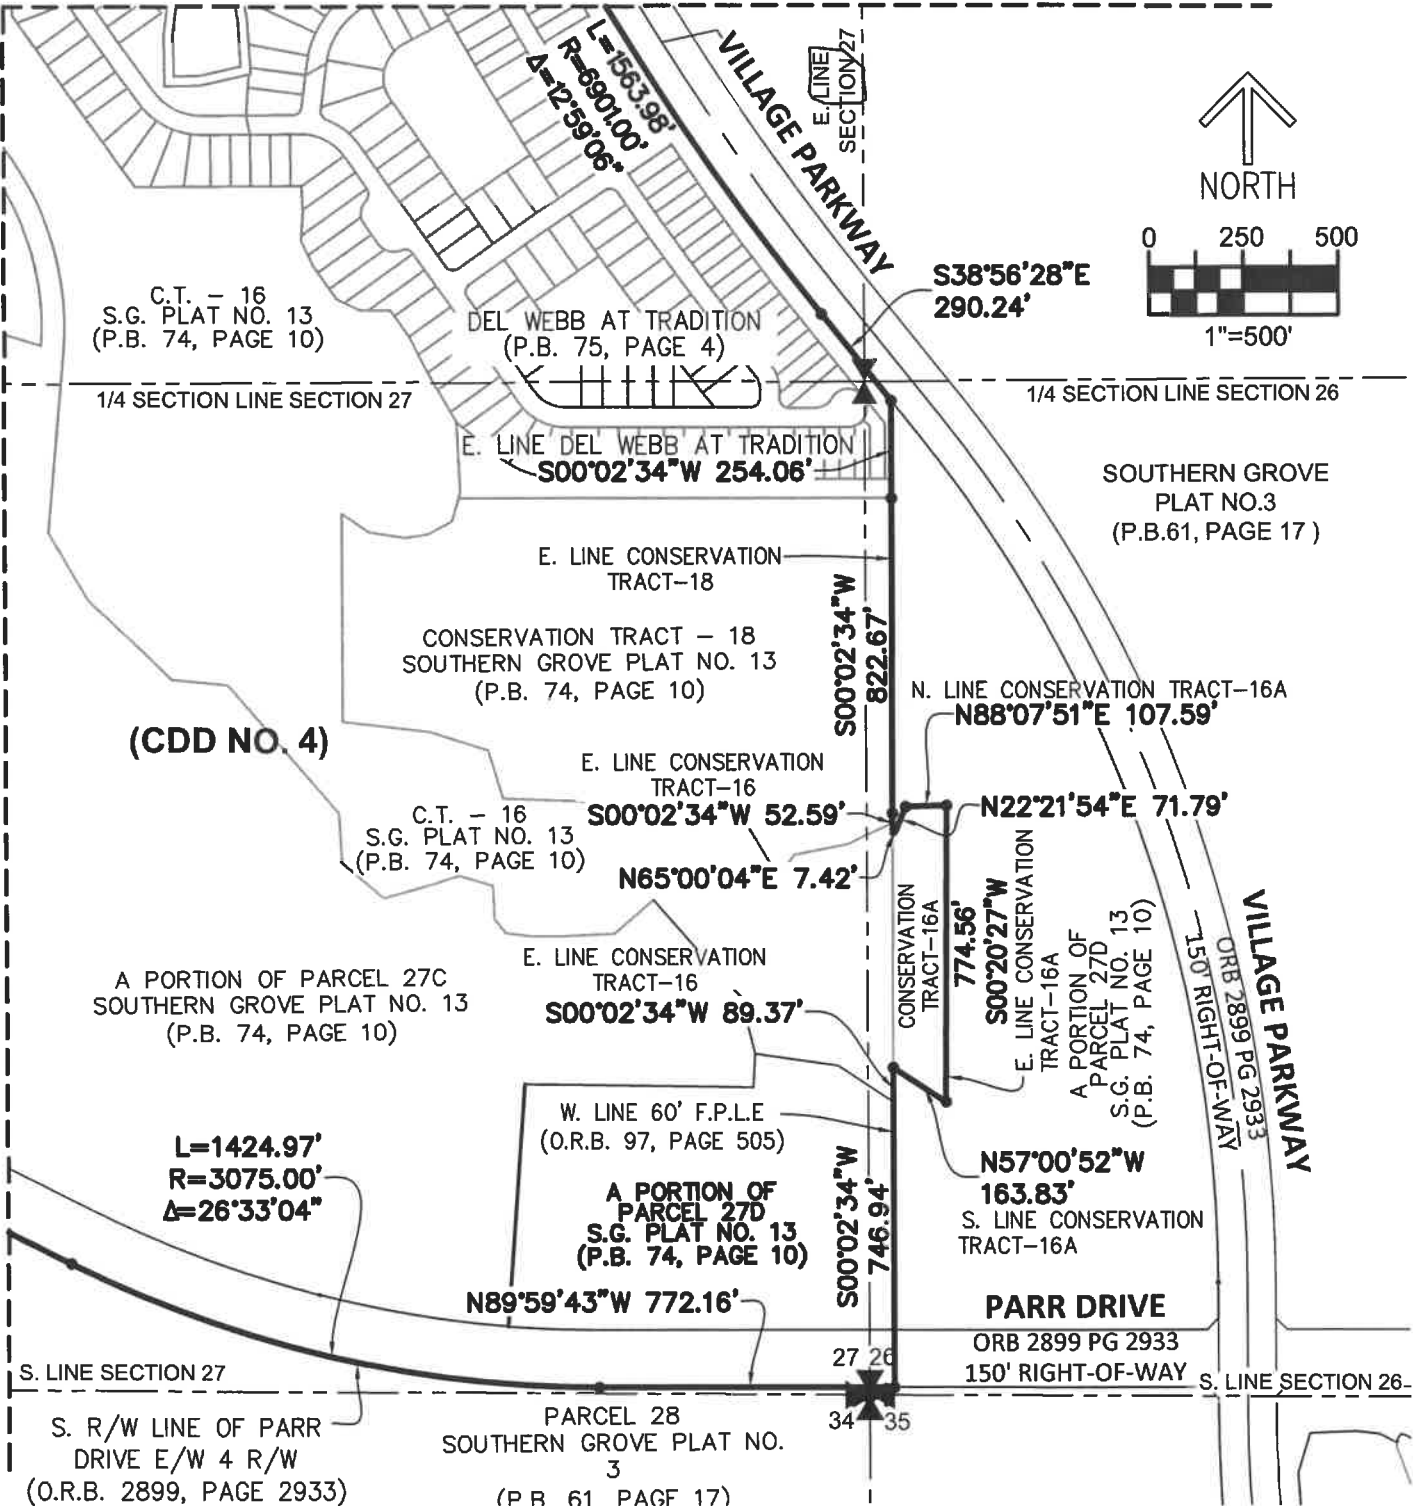 VILLAGE PARKWAY
L=1563.98'
R=6901.00'
Δ=12°59'06"
E. LINE
SECTION 27
NORTH
0 250 500
1"=500'
S38°56'28"E
290.24'
C.T. - 16
S.G. PLAT NO. 13
(P.B. 74, PAGE 10)
DEL WEBB AT TRADITION
(P.B. 75, PAGE 4)
1/4 SECTION LINE SECTION 27
1/4 SECTION LINE SECTION 26
E. LINE DEL WEBB AT TRADITION
S00°02'34"W 254.06'
SOUTHERN GROVE
PLAT NO.3
(P.B.61, PAGE 17 )
E. LINE CONSERVATION
TRACT-18
S00°02'34"W
822.67'
CONSERVATION TRACT - 18
SOUTHERN GROVE PLAT NO. 13
(P.B. 74, PAGE 10)
N. LINE CONSERVATION TRACT-16A
N88°07'51"E 107.59'
(CDD NO. 4)
E. LINE CONSERVATION
TRACT-16
S00°02'34"W 52.59'
N22°21'54"E 71.79'
C.T. - 16
S.G. PLAT NO. 13
(P.B. 74, PAGE 10)
N65°00'04"E 7.42'
CONSERVATION
TRACT-16A
774.56'
S00°20'27"W
E. LINE CONSERVATION
TRACT-16A
A PORTION OF
PARCEL 27D
S.G. PLAT NO. 13
(P.B. 74, PAGE 10)
150' RIGHT-OF-WAY
ORB 2899 PG 2933
VILLAGE PARKWAY
E. LINE CONSERVATION
TRACT-16
S00°02'34"W 89.37'
A PORTION OF PARCEL 27C
SOUTHERN GROVE PLAT NO. 13
(P.B. 74, PAGE 10)
W. LINE 60' F.P.L.E
(O.R.B. 97, PAGE 505)
L=1424.97'
R=3075.00'
Δ=26°33'04"
N57°00'52"W
163.83'
S. LINE CONSERVATION
TRACT-16A
A PORTION OF
PARCEL 27D
S.G. PLAT NO. 13
(P.B. 74, PAGE 10)
S00°02'34"W
746.94'
N89°59'43"W 772.16'
PARR DRIVE
ORB 2899 PG 2933
150' RIGHT-OF-WAY
27 26
S. LINE SECTION 27
S. LINE SECTION 26
34 35
S. R/W LINE OF PARR
DRIVE E/W 4 R/W
(O.R.B. 2899, PAGE 2933)
PARCEL 28
SOUTHERN GROVE PLAT NO.
3
(P.B. 61, PAGE 17)